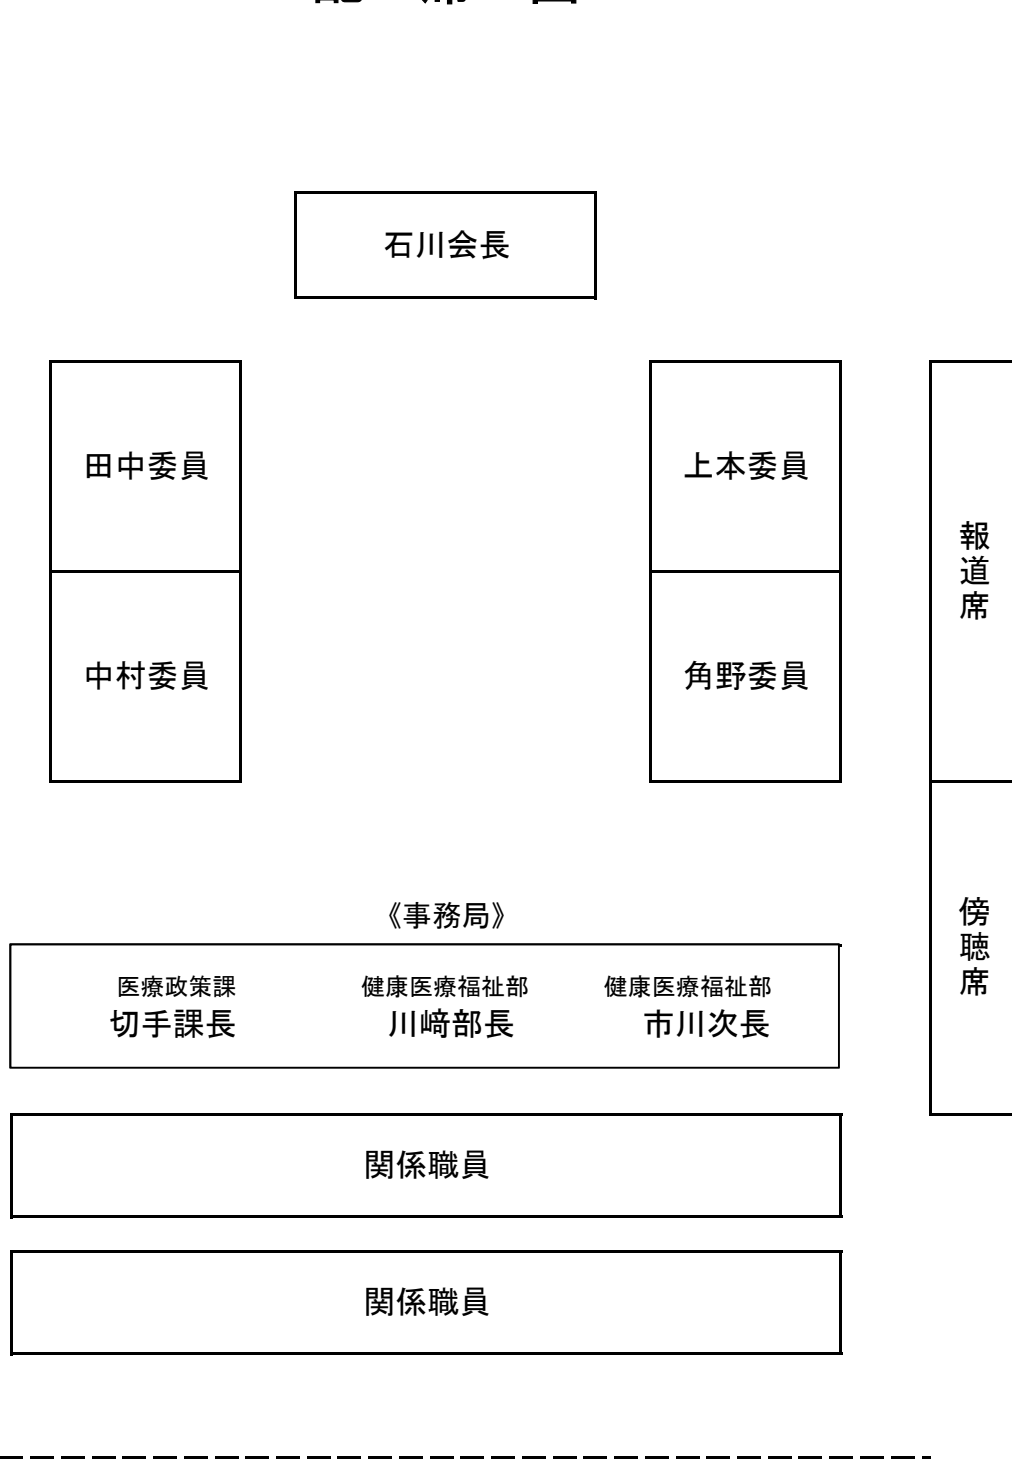 石川会長
田中委員
上本委員
中村委員
角野委員
報道席
傍聴席
《事務局》
医療政策課
切手課長
健康医療福祉部
川﨑部長
健康医療福祉部
市川次長
関係職員
関係職員